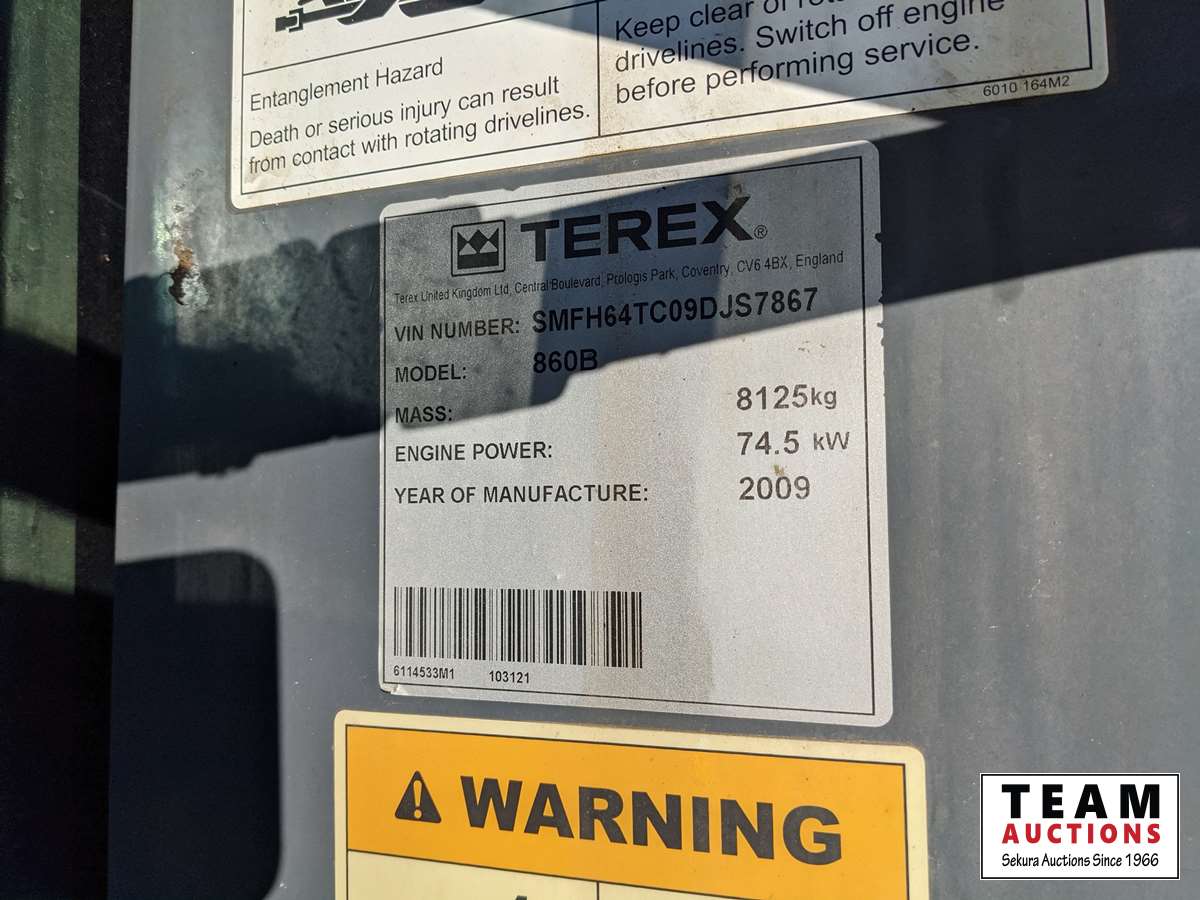 Entanglement Hazard
Death or serious injury can result
from contact with rotating drivelines.
Keep clear of
drivelines. Switch off engine
before performing service.
6010 164M2
TEREX®
Terex United Kingdom Ltd, Central Boulevard, Prologis Park, Coventry, CV6 4BX, England
VIN NUMBER: SMFH64TC09DJS7867
MODEL: 860B
MASS: 8125kg
ENGINE POWER: 74.5 kW
YEAR OF MANUFACTURE: 2009
6114533M1 103121
WARNING
TEAM
AUCTIONS
Sekura Auctions Since 1966